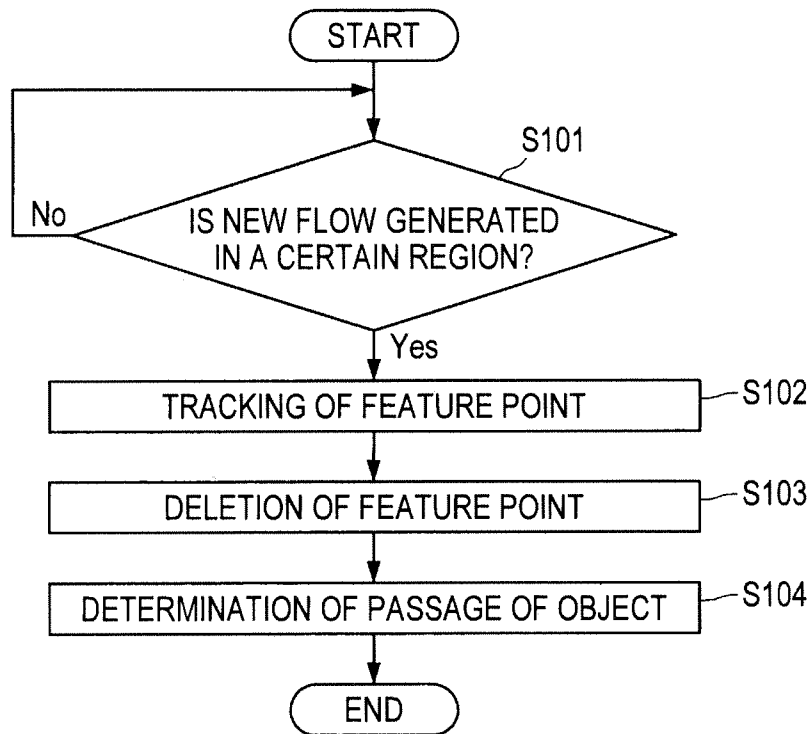 START
S101
IS NEW FLOW GENERATED
IN A CERTAIN REGION?
No
Yes
TRACKING OF FEATURE POINT
S102
DELETION OF FEATURE POINT
S103
DETERMINATION OF PASSAGE OF OBJECT
S104
END